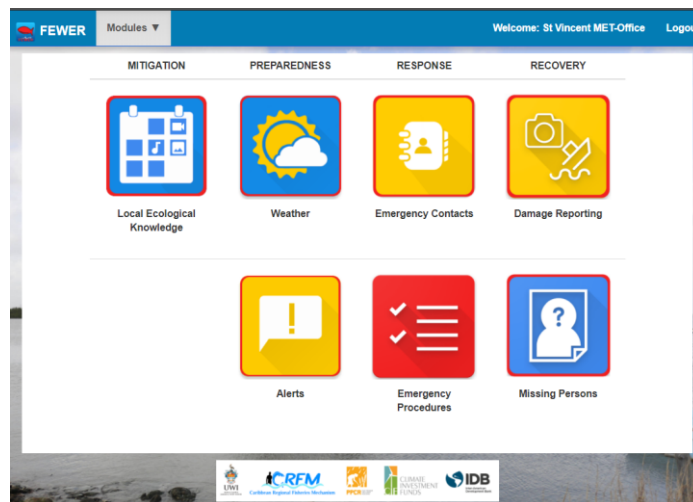 FEWER
Modules ▼
Welcome: St Vincent MET-Office
Logou
MITIGATION
PREPAREDNESS
RESPONSE
RECOVERY
Local Ecological
Knowledge
Weather
Emergency Contacts
Damage Reporting
Alerts
Emergency
Procedures
Missing Persons
UWI
CRFM
Caribbean Regional Fisheries Mechanism
PPCR
CLIMATE
INVESTMENT
FUNDS
IDB